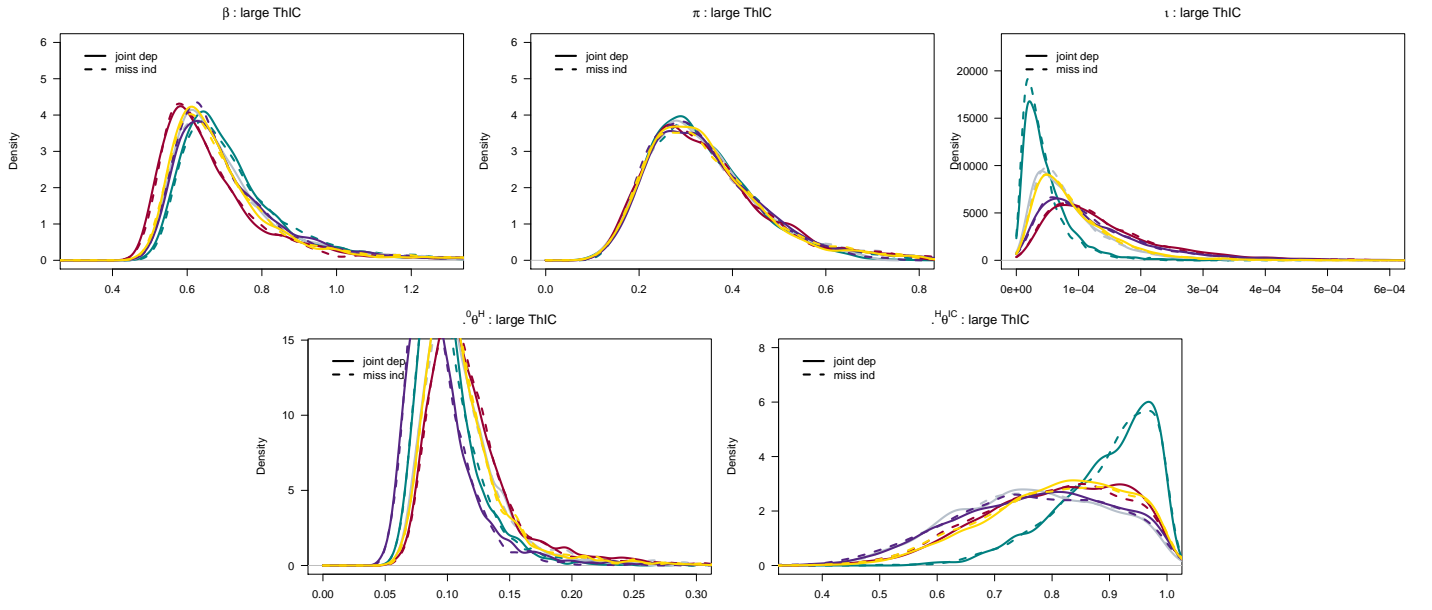 β : large ThIC
π : large ThIC
ι : large ThIC
Density
0 1 2 3 4 5 6
0.4 0.6 0.8 1.0 1.2
joint dep
miss ind
Density
0 1 2 3 4 5 6
0.0 0.2 0.4 0.6 0.8
joint dep
miss ind
Density
0 5000 10000 20000
0e+00 1e−04 2e−04 3e−04 4e−04 5e−04 6e−04
joint dep
miss ind
.⁰θᴴ : large ThIC
.ᴴθᴵꟲ : large ThIC
Density
0 5 10 15
0.00 0.05 0.10 0.15 0.20 0.25 0.30
joint dep
miss ind
Density
0 2 4 6 8
0.4 0.5 0.6 0.7 0.8 0.9 1.0
joint dep
miss ind